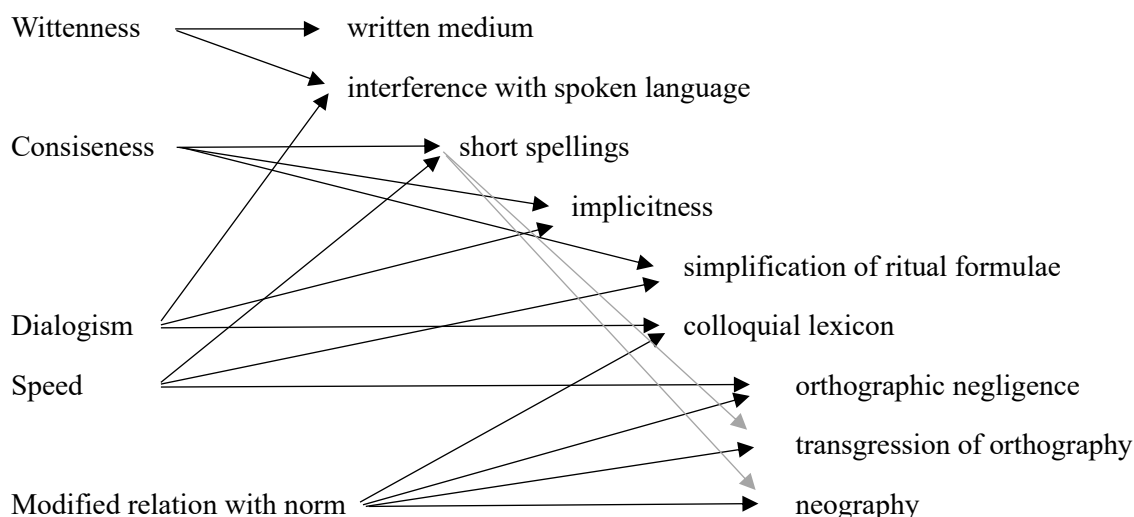 Wittenness written medium
interference with spoken language
Consiseness short spellings
implicitness
simplification of ritual formulae
Dialogism colloquial lexicon
Speed orthographic negligence
transgression of orthography
Modified relation with norm neography